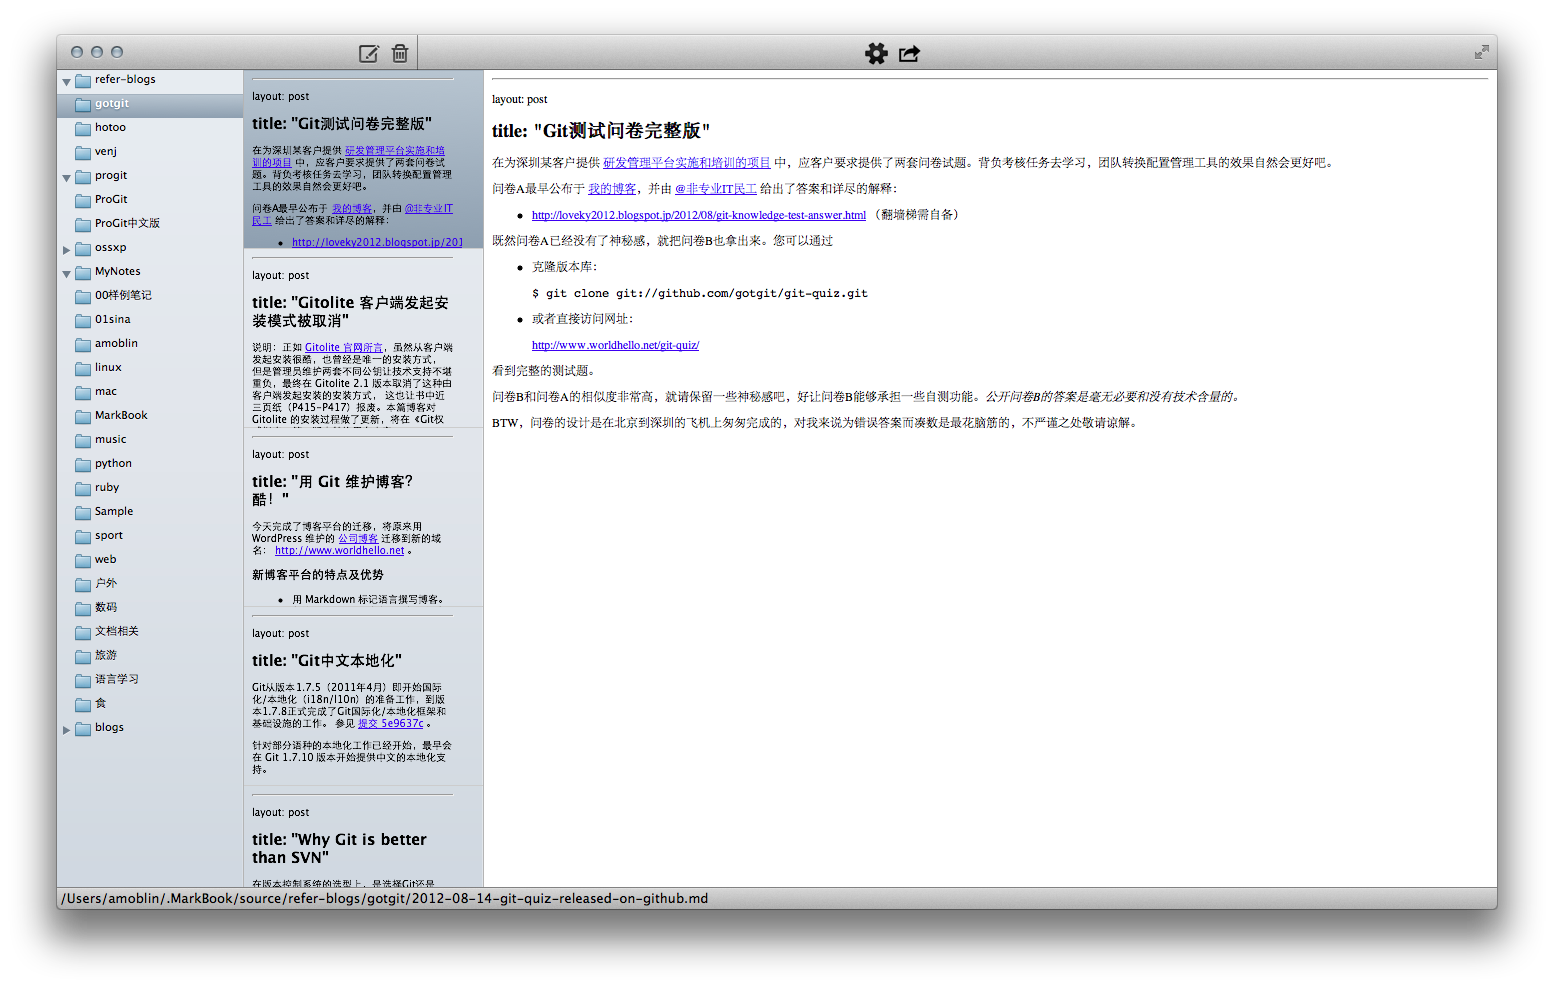 refer-blogs
gotgit
hotoo
venj
progit
ProGit
ProGit中文版
ossxp
MyNotes
00样例笔记
01sina
amoblin
linux
mac
MarkBook
music
python
ruby
Sample
sport
web
户外
数码
文档相关
旅游
语言学习
食
blogs
layout: post
title: "Git测试问卷完整版"
在为深圳某客户提供 研发管理平台实施和培
训的项目 中，应客户要求提供了两套问卷试
题。背负考核任务去学习，团队转换配置管理
工具的效果自然会更好吧。
问卷A最早公布于 我的博客，并由 @非专业IT
民工 给出了答案和详尽的解释：
• http://loveky2012.blogspot.jp/201
layout: post
title: "Gitolite 客户端发起安
装模式被取消"
说明：正如 Gitolite 官网所言，虽然从客户端
发起安装很酷，也曾经是唯一的安装方式，
但是管理员维护两套不同公钥让技术支持不堪
重负，最终在 Gitolite 2.1 版本取消了这种由
客户端发起安装的安装方式， 这也让书中近
三页纸（P415-P417）报废。本篇博客对
Gitolite 的安装过程做了更新，将在《Git权
layout: post
title: "用 Git 维护博客？
酷！"
今天完成了博客平台的迁移，将原来用
WordPress 维护的 公司博客 迁移到新的域
名： http://www.worldhello.net 。
新博客平台的特点及优势
• 用 Markdown 标记语言撰写博客。
layout: post
title: "Git中文本地化"
Git从版本1.7.5（2011年4月）即开始国际
化/本地化（i18n/l10n）的准备工作，到版
本1.7.8正式完成了Git国际化/本地化框架和
基础设施的工作。 参见 提交 5e9637c 。
针对部分语种的本地化工作已经开始，最早会
在 Git 1.7.10 版本开始提供中文的本地化支
持。
layout: post
title: "Why Git is better
than SVN"
在版本控制系统的选型上，是选择Git还是
layout: post
title: "Git测试问卷完整版"
在为深圳某客户提供 研发管理平台实施和培训的项目 中，应客户要求提供了两套问卷试题。背负考核任务去学习，团队转换配置管理工具的效果自然会更好吧。
问卷A最早公布于 我的博客，并由 @非专业IT民工 给出了答案和详尽的解释：
• http://loveky2012.blogspot.jp/2012/08/git-knowledge-test-answer.html （翻墙梯需自备）
既然问卷A已经没有了神秘感，就把问卷B也拿出来。您可以通过
• 克隆版本库：
$ git clone git://github.com/gotgit/git-quiz.git
• 或者直接访问网址：
http://www.worldhello.net/git-quiz/
看到完整的测试题。
问卷B和问卷A的相似度非常高，就请保留一些神秘感吧，好让问卷B能够承担一些自测功能。公开问卷B的答案是毫无必要和没有技术含量的。
BTW，问卷的设计是在北京到深圳的飞机上匆匆完成的，对我来说为错误答案而凑数是最花脑筋的，不严谨之处敬请谅解。
/Users/amoblin/.MarkBook/source/refer-blogs/gotgit/2012-08-14-git-quiz-released-on-github.md